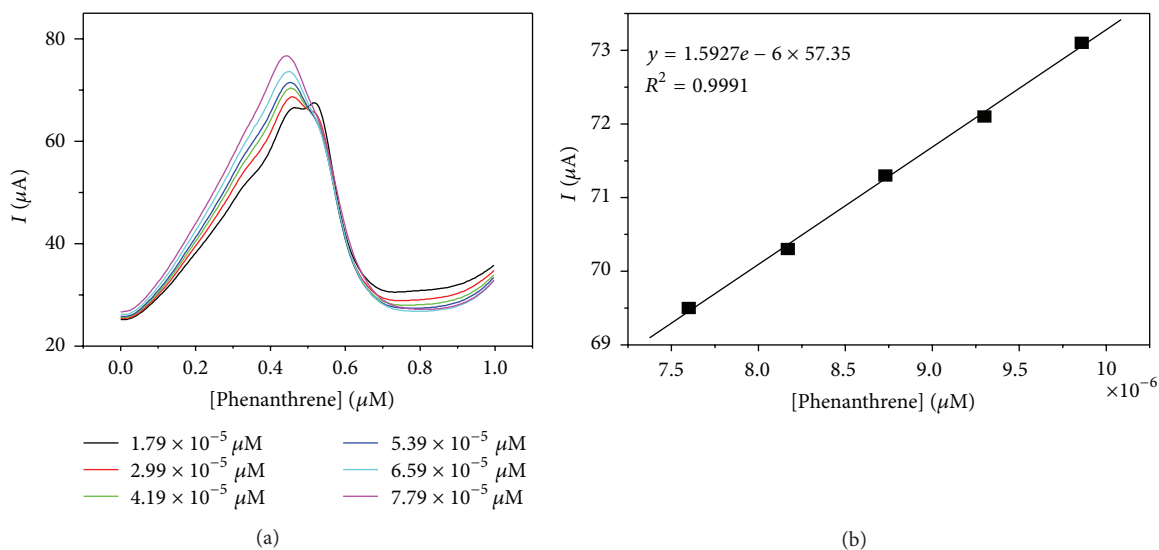 80
60
40
20
I (μA)
0.0 0.2 0.4 0.6 0.8 1.0
[Phenanthrene] (μM)
1.79 × 10⁻⁵ μM
2.99 × 10⁻⁵ μM
4.19 × 10⁻⁵ μM
5.39 × 10⁻⁵ μM
6.59 × 10⁻⁵ μM
7.79 × 10⁻⁵ μM
(a)
y = 1.5927e − 6 × 57.35
R² = 0.9991
73
72
71
70
69
I (μA)
7.5 8 8.5 9 9.5 10
×10⁻⁶
[Phenanthrene] (μM)
(b)